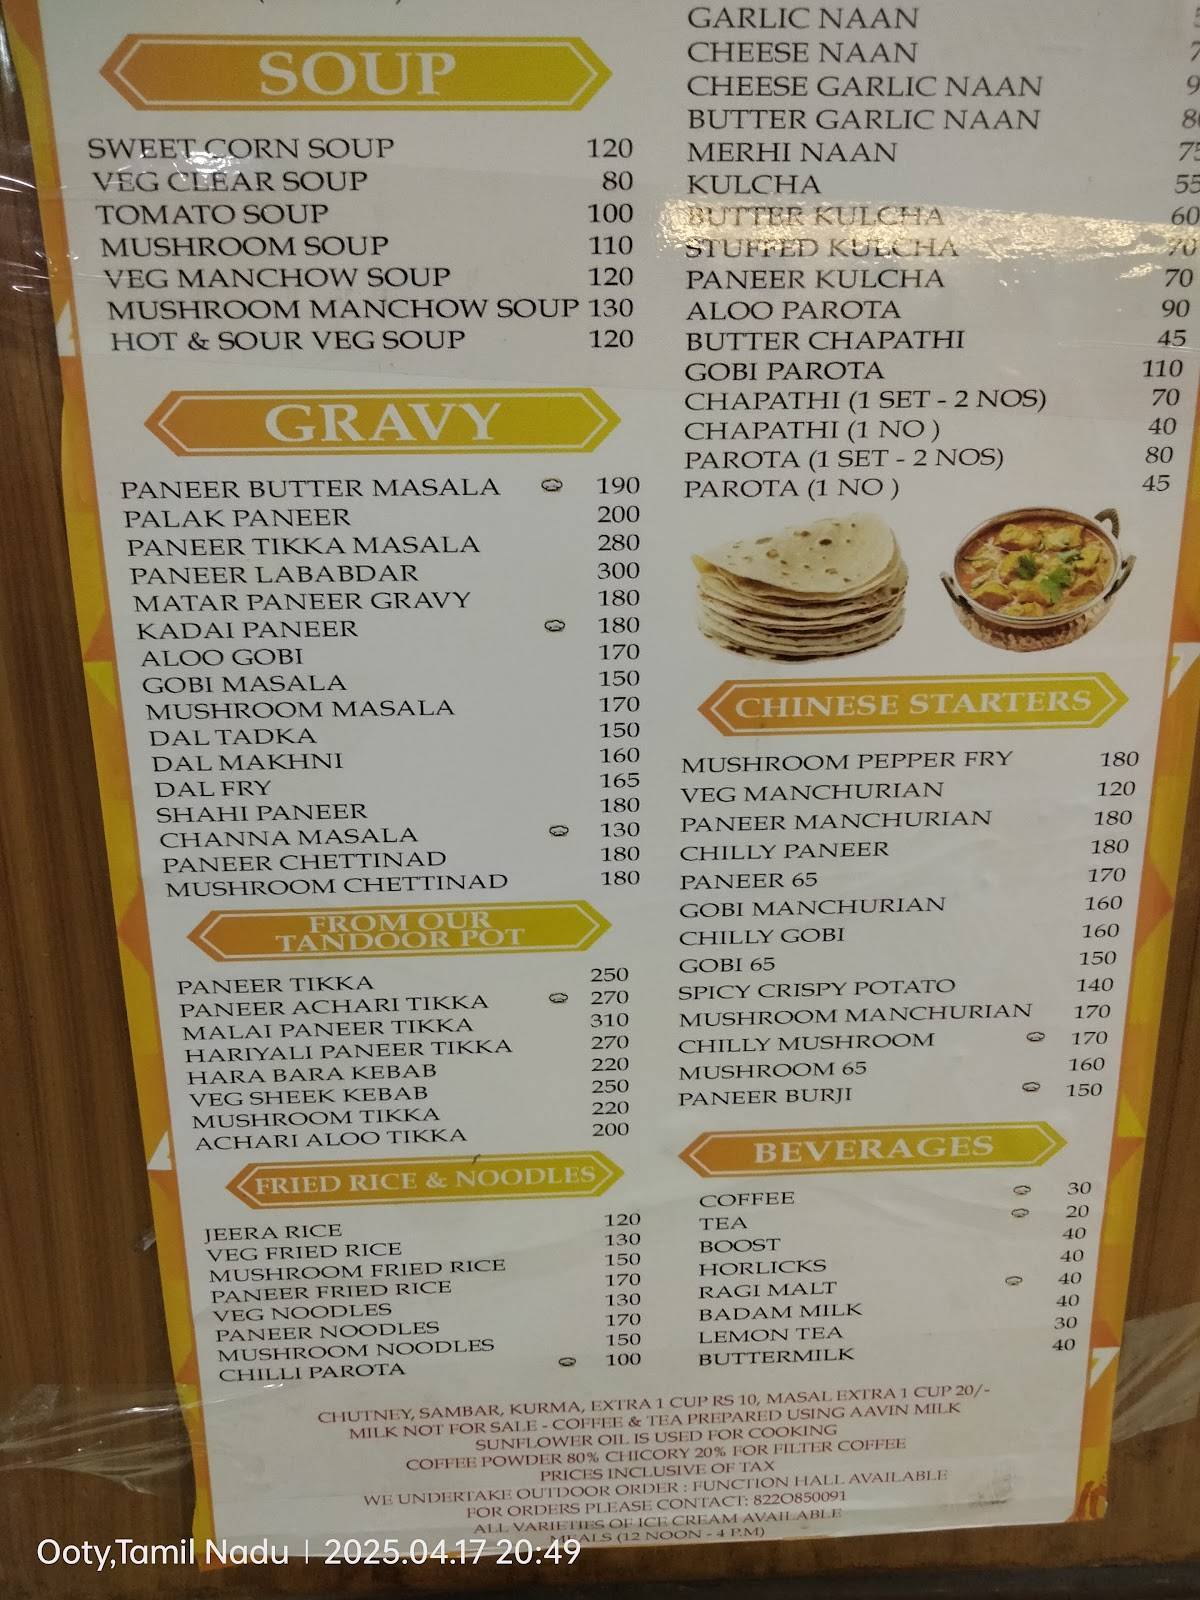 SOUP
SWEET CORN SOUP 120
VEG CLEAR SOUP 80
TOMATO SOUP 100
MUSHROOM SOUP 110
VEG MANCHOW SOUP 120
MUSHROOM MANCHOW SOUP 130
HOT & SOUR VEG SOUP 120
GRAVY
PANEER BUTTER MASALA 190
PALAK PANEER 200
PANEER TIKKA MASALA 280
PANEER LABABDAR 300
MATAR PANEER GRAVY 180
KADAI PANEER 180
ALOO GOBI 170
GOBI MASALA 150
MUSHROOM MASALA 170
DAL TADKA 150
DAL MAKHNI 160
DAL FRY 165
SHAHI PANEER 180
CHANNA MASALA 130
PANEER CHETTINAD 180
MUSHROOM CHETTINAD 180
FROM OUR
TANDOOR POT
PANEER TIKKA 250
PANEER ACHARI TIKKA 270
MALAI PANEER TIKKA 310
HARIYALI PANEER TIKKA 270
HARA BARA KEBAB 220
VEG SHEEK KEBAB 250
MUSHROOM TIKKA 220
ACHARI ALOO TIKKA 200
FRIED RICE & NOODLES
JEERA RICE 120
VEG FRIED RICE 130
MUSHROOM FRIED RICE 150
PANEER FRIED RICE 170
VEG NOODLES 130
PANEER NOODLES 170
MUSHROOM NOODLES 150
CHILLI PAROTA 100
GARLIC NAAN
CHEESE NAAN
CHEESE GARLIC NAAN
BUTTER GARLIC NAAN
MERHI NAAN 75
KULCHA 55
BUTTER KULCHA 60
STUFFED KULCHA 70
PANEER KULCHA 70
ALOO PAROTA 90
BUTTER CHAPATHI 45
GOBI PAROTA 110
CHAPATHI (1 SET - 2 NOS) 70
CHAPATHI (1 NO ) 40
PAROTA (1 SET - 2 NOS) 80
PAROTA (1 NO ) 45
CHINESE STARTERS
MUSHROOM PEPPER FRY 180
VEG MANCHURIAN 120
PANEER MANCHURIAN 180
CHILLY PANEER 180
PANEER 65 170
GOBI MANCHURIAN 160
CHILLY GOBI 160
GOBI 65 150
SPICY CRISPY POTATO 140
MUSHROOM MANCHURIAN 170
CHILLY MUSHROOM 170
MUSHROOM 65 160
PANEER BURJI 150
BEVERAGES
COFFEE 30
TEA 20
BOOST 40
HORLICKS 40
RAGI MALT 40
BADAM MILK 40
LEMON TEA 30
BUTTERMILK 40
CHUTNEY, SAMBAR, KURMA, EXTRA 1 CUP RS 10, MASAL EXTRA 1 CUP 20/-
MILK NOT FOR SALE - COFFEE & TEA PREPARED USING AAVIN MILK
SUNFLOWER OIL IS USED FOR COOKING
COFFEE POWDER 80% CHICORY 20% FOR FILTER COFFEE
PRICES INCLUSIVE OF TAX
WE UNDERTAKE OUTDOOR ORDER : FUNCTION HALL AVAILABLE
FOR ORDERS PLEASE CONTACT: 822O850091
ALL VARIETIES OF ICE CREAM AVAILABLE
MEALS (12 NOON - 4 P.M)
Ooty,Tamil Nadu | 2025.04.17 20:49